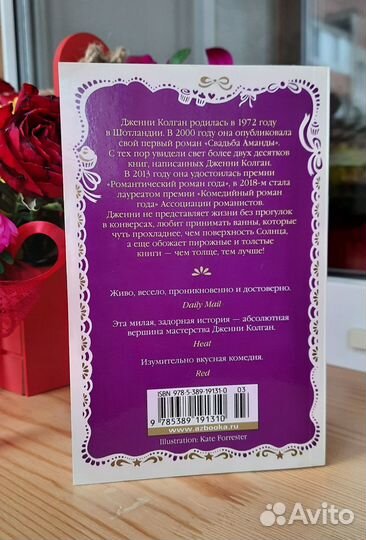 Дженни Колган родилась в 1972 году
в Шотландии. В 2000 году она опубликовала
свой первый роман «Свадьба Аманды».
С тех пор увидели свет более двух десятков
книг, написанных Дженни Колган.
В 2013 году она удостоилась премии
«Романтический роман года», в 2018-м стала
лауреатом премии «Комедийный роман
года» Ассоциации романистов.
Дженни не представляет жизни без прогулок
в конверсах, любит принимать ванны, которые
чуть прохладнее, чем поверхность Солнца,
а еще обожает пирожные и толстые
книги — чем толще, тем лучше!
Живо, весело, проникновенно и достоверно.
Daily Mail
Эта милая, задорная история — абсолютная
вершина мастерства Дженни Колган.
Heat
Изумительно вкусная комедия.
Red
ISBN 978-5-389-19131-0
03
9 785389 191310
www.azbooka.ru
Illustration: Kate Forrester
Avito